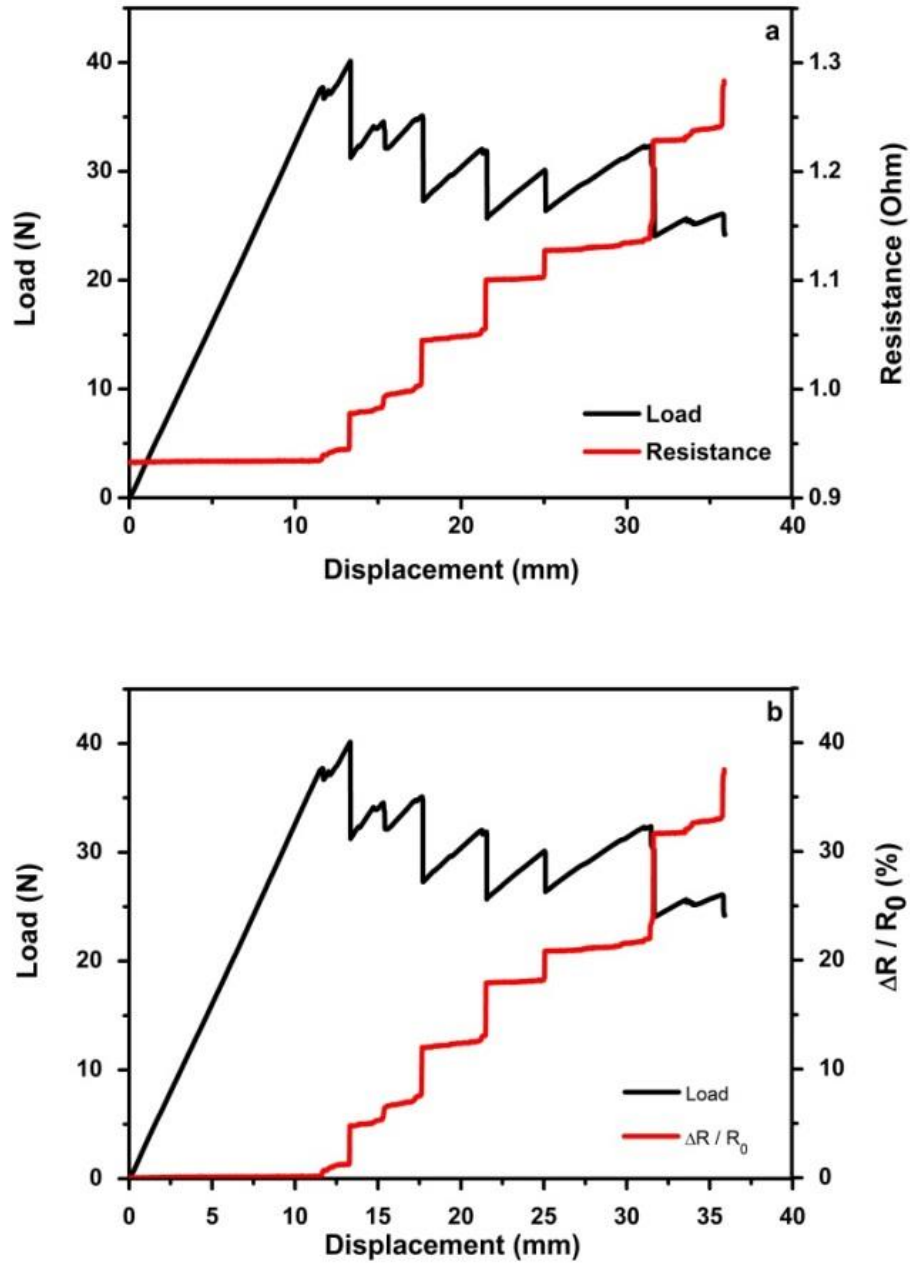 a
40
30
20
10
0
Load (N)
1.3
1.2
1.1
1.0
0.9
Resistance (Ohm)
Load
Resistance
0 10 20 30 40
Displacement (mm)
b
40
30
20
10
0
Load (N)
40
30
20
10
0
ΔR / R0 (%)
Load
ΔR / R0
0 5 10 15 20 25 30 35 40
Displacement (mm)